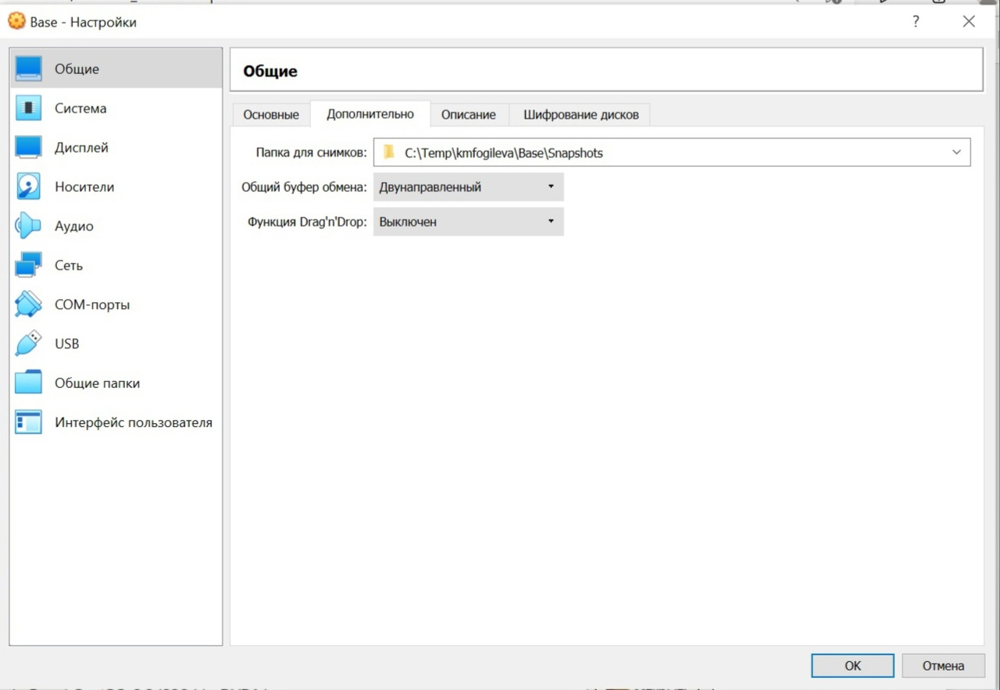 Base - Настройки
?
Общие
Система
Дисплей
Носители
Аудио
Сеть
COM-порты
USB
Общие папки
Интерфейс пользователя
Общие
Основные Дополнительно Описание Шифрование дисков
Папка для снимков: C:\Temp\kmfogileva\Base\Snapshots
Общий буфер обмена: Двунаправленный
Функция Drag'n'Drop: Выключен
OK Отмена